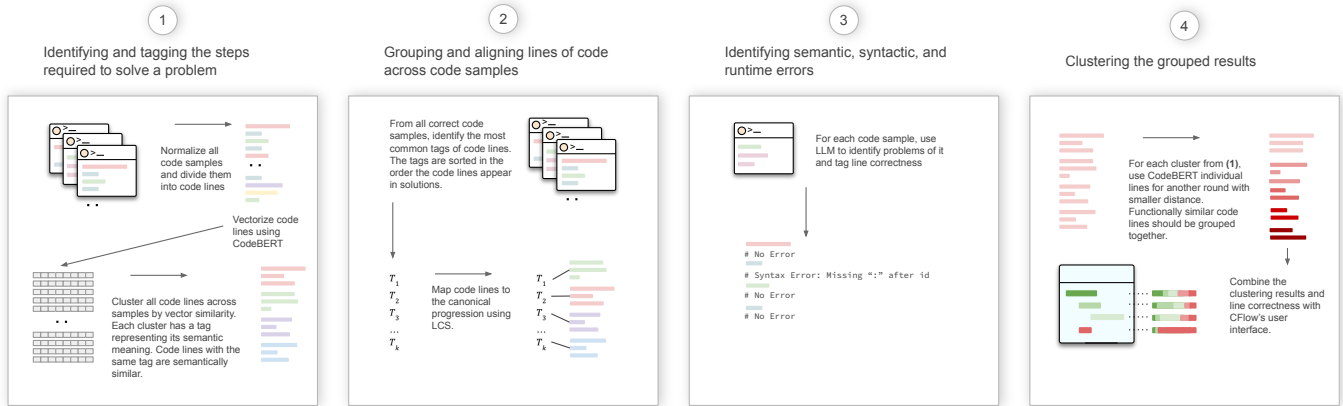 1
Identifying and tagging the steps
required to solve a problem
>_
>_
>_
Normalize all
code samples
and divide them
into code lines
Vectorize code
lines using
CodeBERT
Cluster all code lines across
samples by vector similarity.
Each cluster has a tag
representing its semantic
meaning. Code lines with the
same tag are semantically
similar.
2
Grouping and aligning lines of code
across code samples
From all correct code
samples, identify the most
common tags of code lines.
The tags are sorted in the
order the code lines appear
in solutions.
>_
>_
>_
T1
T2
T3
...
Tk
Map code lines to
the canonical
progression using
LCS.
T1
T2
T3
...
Tk
3
Identifying semantic, syntactic, and
runtime errors
>_
For each code sample, use
LLM to identify problems of it
and tag line correctness
# No Error
# Syntax Error: Missing “:” after id
# No Error
# No Error
4
Clustering the grouped results
For each cluster from (1),
use CodeBERT individual
lines for another round with
smaller distance.
Functionally similar code
lines should be grouped
together.
Combine the
clustering results and
line correctness with
CFlow's user
interface.